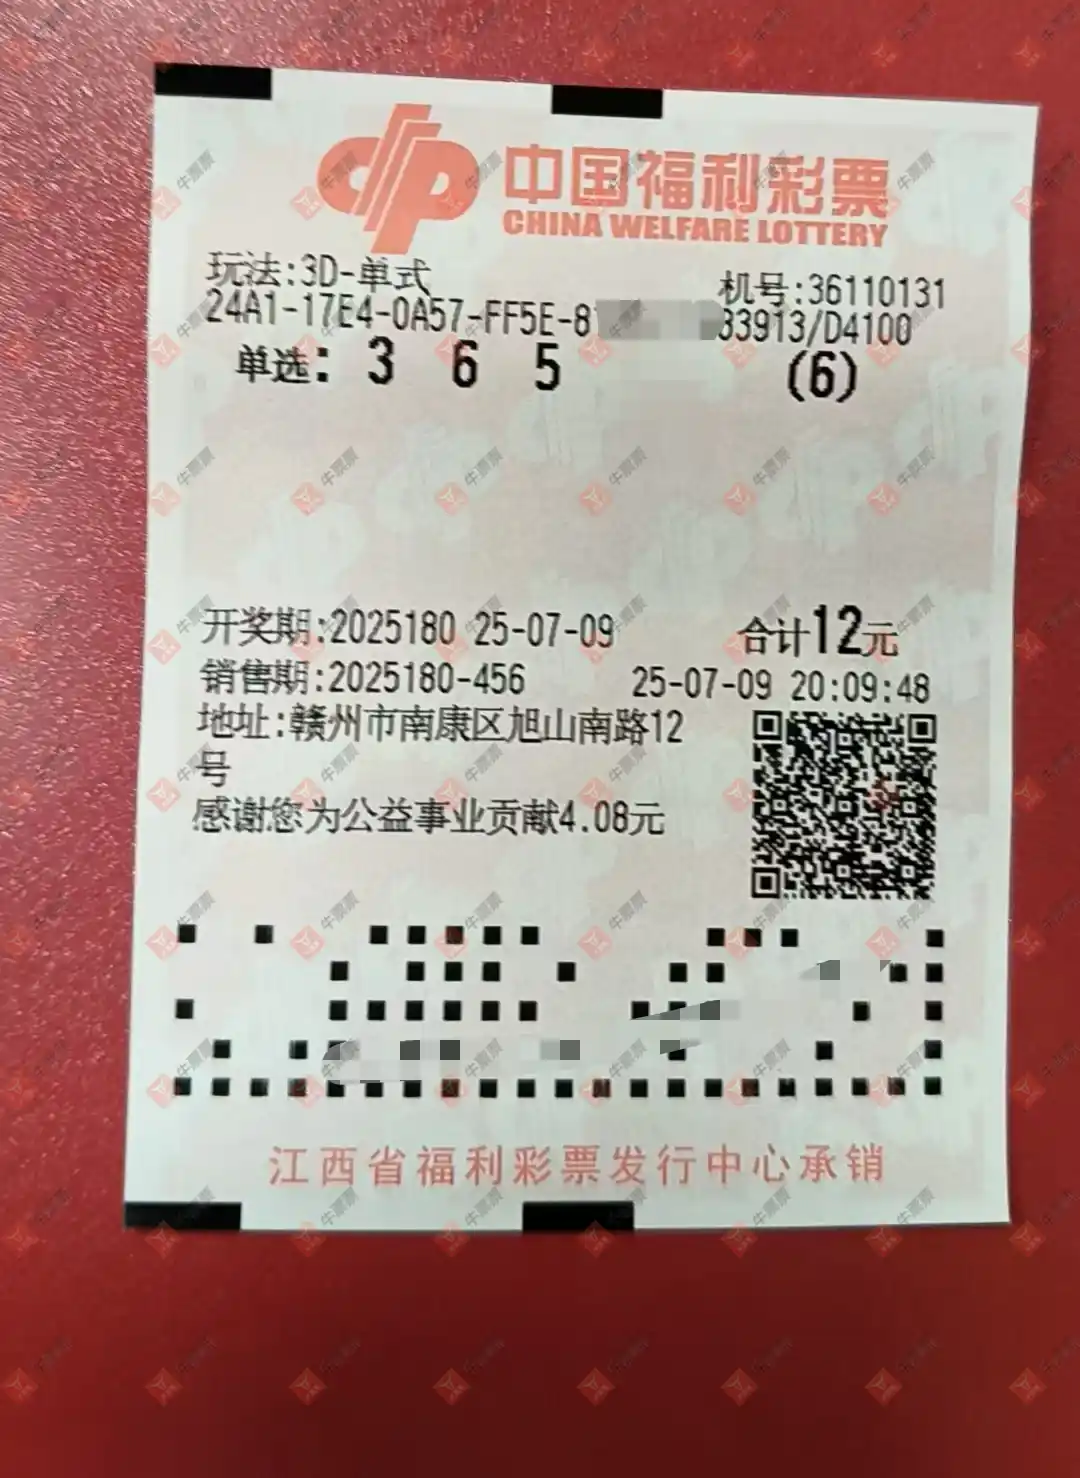 中国福利彩票
CHINA WELFARE LOTTERY
玩法:3D-单式
机号:36110131
24A1-17E4-0A57-FF5E-8 33913/D4100
单选: 3 6 5 (6)
开奖期:2025180 25-07-09 合计12元
销售期:2025180-456 25-07-09 20:09:48
地址:赣州市南康区旭山南路12
号
感谢您为公益事业贡献4.08元
江西省福利彩票发行中心承销
牛票票